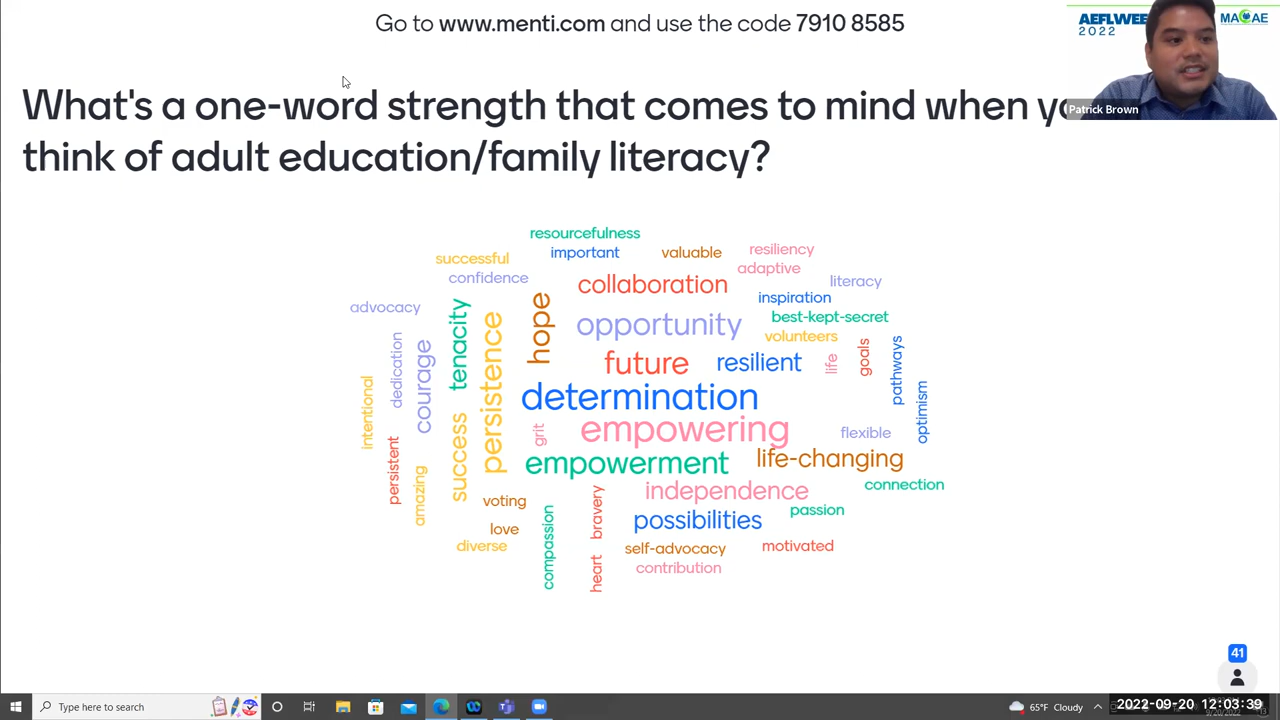 Go to www.menti.com and use the code 7910 8585
AEFLWEE
2022
MACAE
What's a one-word strength that comes to mind when
think of adult education/family literacy?
Patrick Brown
resourcefulness
important
valuable
resiliency
successful
adaptive
confidence
collaboration
literacy
inspiration
advocacy
best-kept-secret
opportunity
volunteers
hope
tenacity
persistence
courage
dedication
intentional
future
resilient
life
goals
pathways
optimism
determination
empowering
grit
flexible
empowerment
life-changing
success
persistent
amazing
connection
independence
voting
possibilities
passion
love
bravery
compassion
diverse
self-advocacy
motivated
heart
contribution
41
Type here to search
65°F Cloudy
2022-09-20 12:03:39